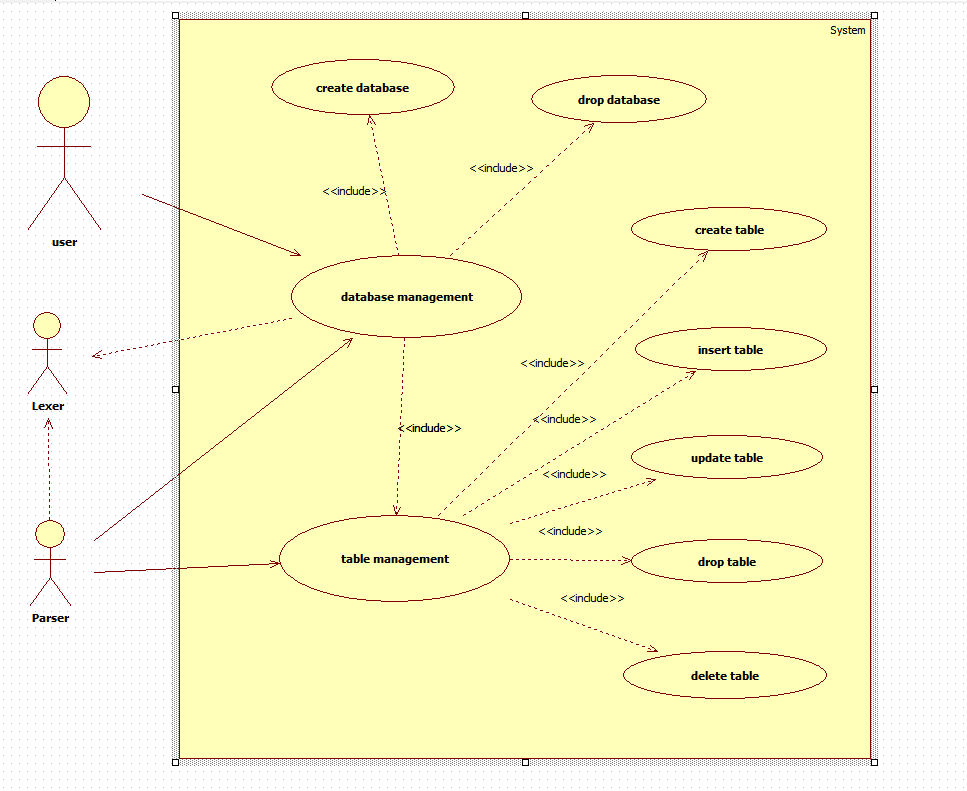 System
create database
drop database
<<include>>
<<include>>
create table
user
database management
insert table
<<include>>
Lexer
<<include>>
<<include>>
update table
<<include>>
<<include>>
table management
drop table
<<include>>
Parser
delete table